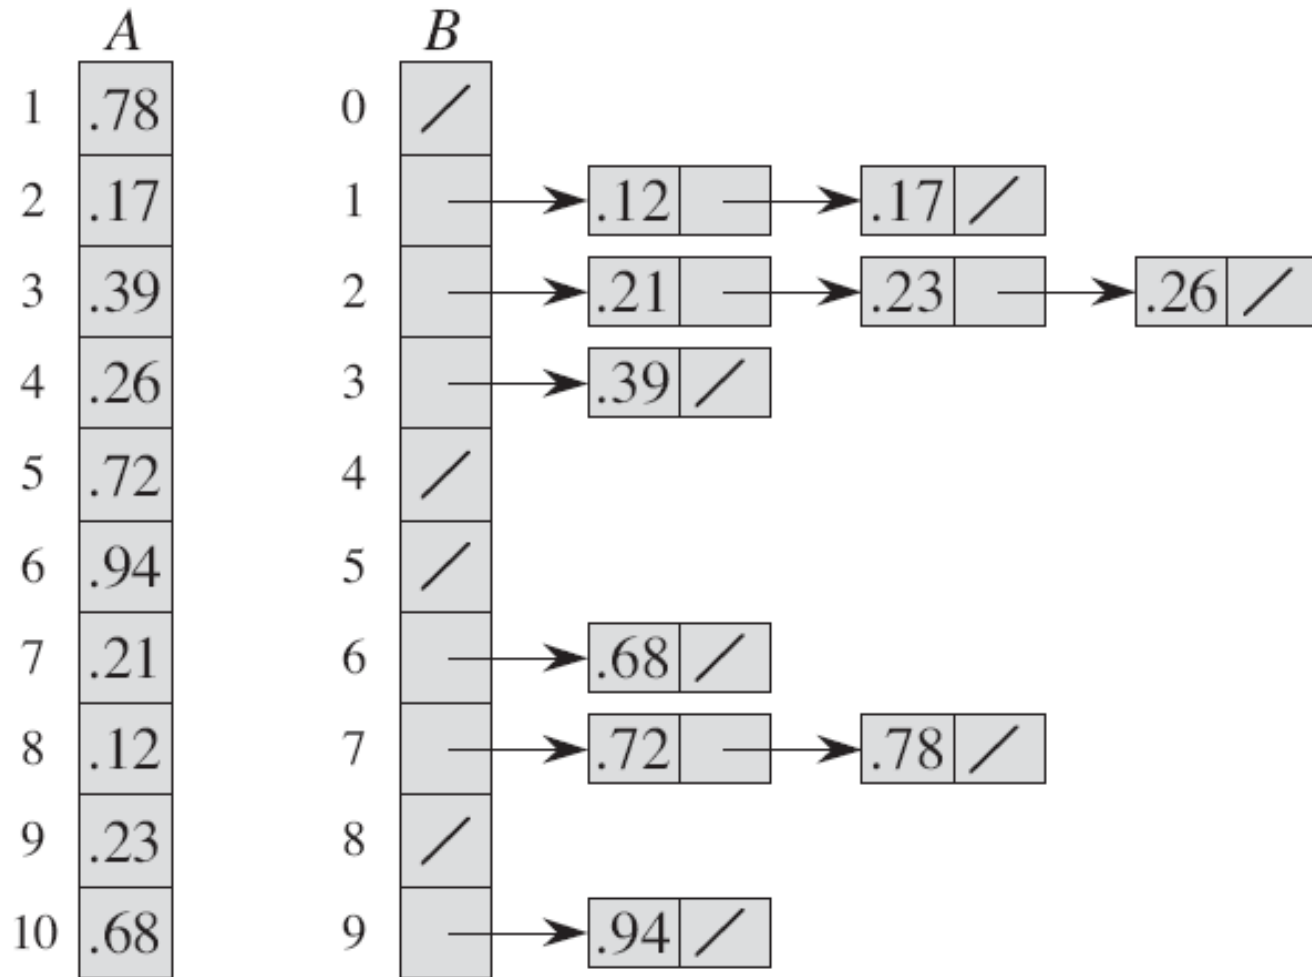 A B
1 .78 0 /
2 .17 1 .12 .17 /
3 .39 2 .21 .23 .26 /
4 .26 3 .39 /
5 .72 4 /
6 .94 5 /
7 .21 6 .68 /
8 .12 7 .72 .78 /
9 .23 8 /
10 .68 9 .94 /